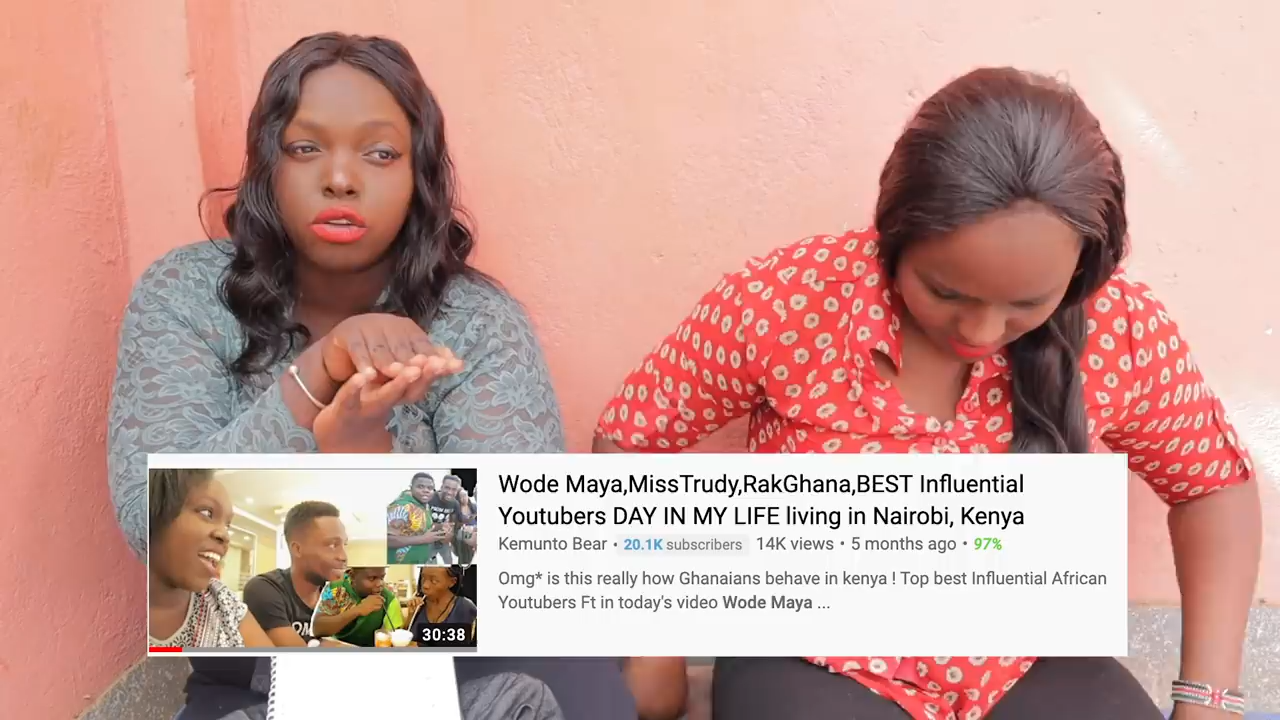 Wode Maya,MissTrudy,RakGhana,BEST Influential
Youtubers DAY IN MY LIFE living in Nairobi, Kenya
Kemunto Bear • 20.1K subscribers 14K views • 5 months ago • 97%
Omg* is this really how Ghanaians behave in kenya ! Top best Influential African
Youtubers Ft in today's video Wode Maya ...
30:38